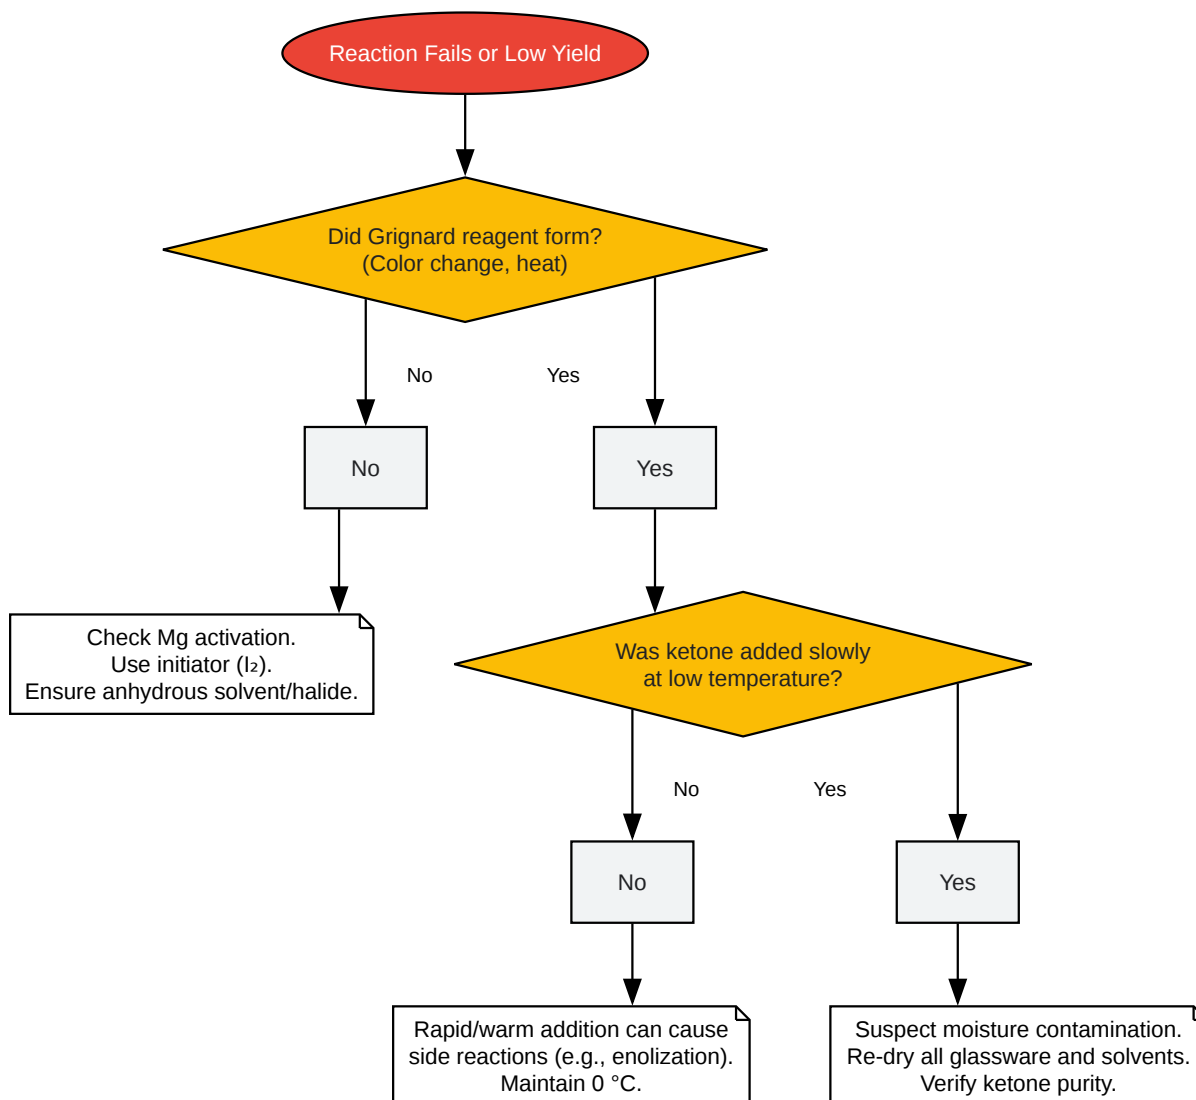 Reaction Fails or Low Yield
Did Grignard reagent form?
(Color change, heat)
No
Yes
No
Yes
Check Mg activation.
Use initiator (I₂).
Ensure anhydrous solvent/halide.
Was ketone added slowly
at low temperature?
No
Yes
No
Yes
Rapid/warm addition can cause
side reactions (e.g., enolization).
Maintain 0 °C.
Suspect moisture contamination.
Re-dry all glassware and solvents.
Verify ketone purity.